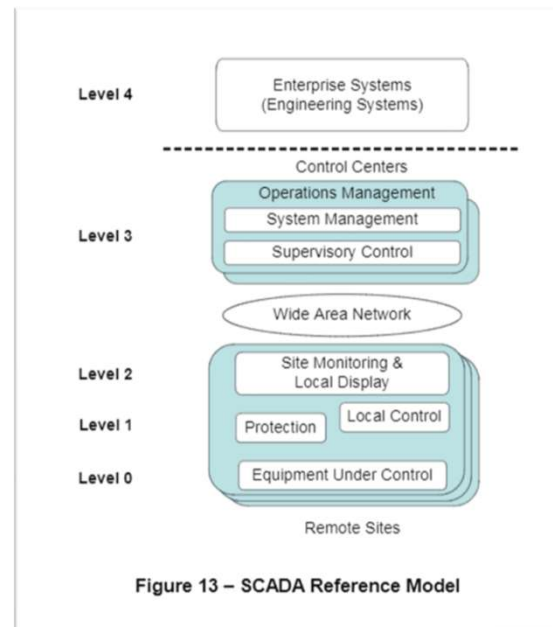 Level 4
Enterprise Systems
(Engineering Systems)
Control Centers
Operations Management
System Management
Level 3
Supervisory Control
Wide Area Network
Level 2
Site Monitoring &
Local Display
Local Control
Level 1
Protection
Level 0
Equipment Under Control
Remote Sites
Figure 13 – SCADA Reference Model